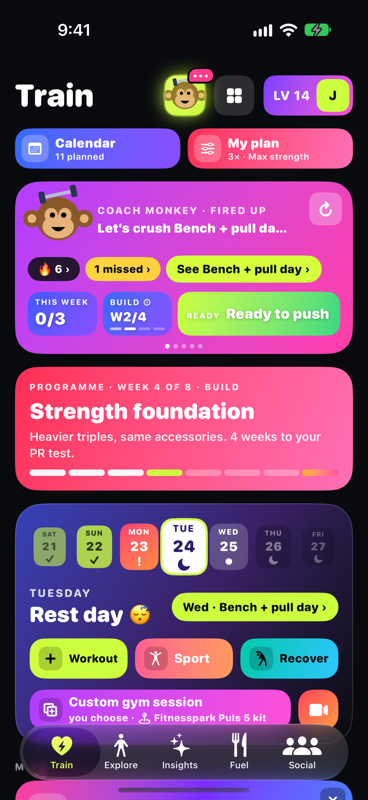 9:41
Train
LV 14 J
Calendar
11 planned
My plan
3× · Max strength
COACH MONKEY · FIRED UP
Let's crush Bench + pull da...
🔥 6 ›
1 missed ›
See Bench + pull day ›
THIS WEEK
0/3
BUILD
W2/4
READY Ready to push
PROGRAMME · WEEK 4 OF 8 · BUILD
Strength foundation
Heavier triples, same accessories. 4 weeks to your
PR test.
SAT
21
SUN
22
MON
23
!
TUE
24
WED
25
THU
26
FRI
27
TUESDAY
Rest day 😴
Wed · Bench + pull day ›
Workout
Sport
Recover
Custom gym session
you choose · Fitnesspark Puls 5 kit
Train
Explore
Insights
Fuel
Social